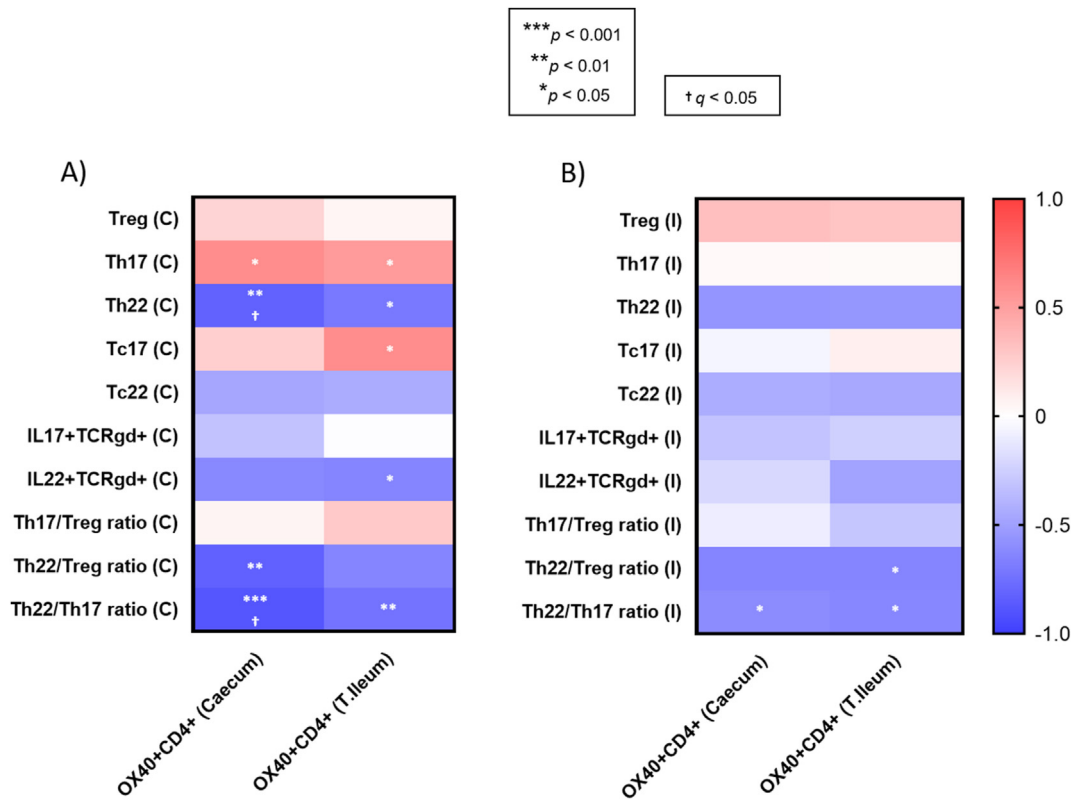 ***p < 0.001
**p < 0.01
*p < 0.05
† q < 0.05
A)
Treg (C)
Th17 (C)
* *
Th22 (C)
** *
†
Tc17 (C)
*
Tc22 (C)
IL17+TCRgd+ (C)
IL22+TCRgd+ (C)
*
Th17/Treg ratio (C)
Th22/Treg ratio (C)
**
Th22/Th17 ratio (C)
*** **
†
OX40+CD4+ (Caecum)
OX40+CD4+ (T.Ileum)
B)
Treg (I)
Th17 (I)
Th22 (I)
Tc17 (I)
Tc22 (I)
IL17+TCRgd+ (I)
IL22+TCRgd+ (I)
Th17/Treg ratio (I)
Th22/Treg ratio (I)
*
Th22/Th17 ratio (I)
* *
OX40+CD4+ (Caecum)
OX40+CD4+ (T.Ileum)
1.0
0.5
0
-0.5
-1.0